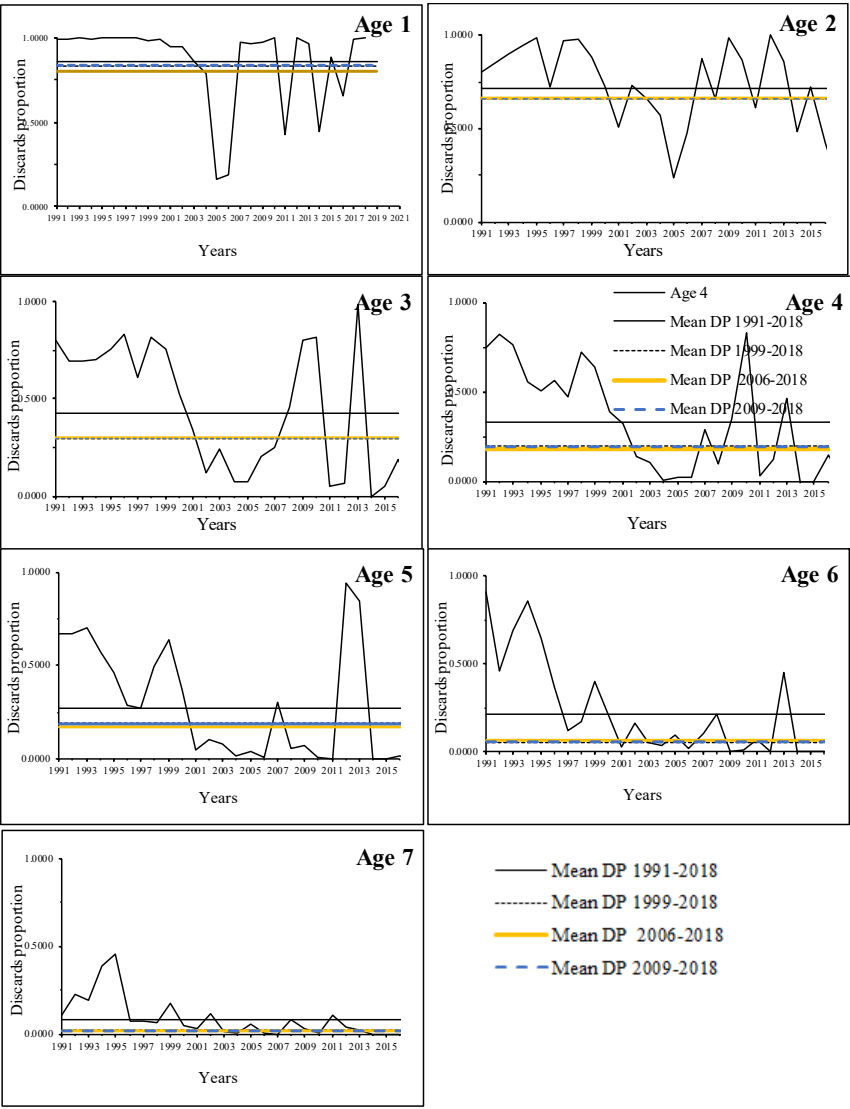 Age 1
Discards proportion
1.0000
0.5000
0.0000
1991 1993 1995 1997 1999 2001 2003 2005 2007 2009 2011 2013 2015 2017 2019 2021
Years
Age 2
Discards proportion
1.0000
0.5000
0.0000
1991 1993 1995 1997 1999 2001 2003 2005 2007 2009 2011 2013 2015
Years
Age 3
Discards proportion
1.0000
0.5000
0.0000
1991 1993 1995 1997 1999 2001 2003 2005 2007 2009 2011 2013 2015
Years
Age 4
Discards proportion
1.0000
0.5000
0.0000
Age 4
Mean DP 1991-2018
Mean DP 1999-2018
Mean DP 2006-2018
Mean DP 2009-2018
1991 1993 1995 1997 1999 2001 2003 2005 2007 2009 2011 2013 2015
Years
Age 5
Discards proportion
1.0000
0.5000
0.0000
1991 1993 1995 1997 1999 2001 2003 2005 2007 2009 2011 2013 2015
Years
Age 6
Discards proportion
1.0000
0.5000
0.0000
1991 1993 1995 1997 1999 2001 2003 2005 2007 2009 2011 2013 2015
Years
Age 7
Discards proportion
1.0000
0.5000
0.0000
1991 1993 1995 1997 1999 2001 2003 2005 2007 2009 2011 2013 2015
Years
Mean DP 1991-2018
Mean DP 1999-2018
Mean DP 2006-2018
Mean DP 2009-2018